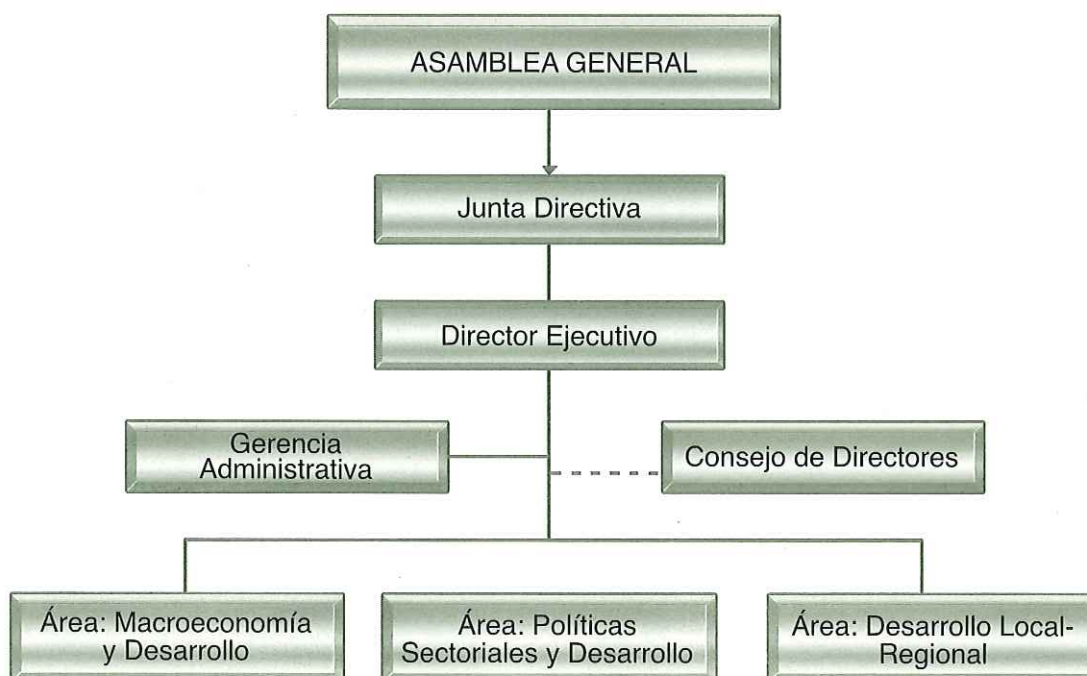 ASAMBLEA GENERAL
Junta Directiva
Director Ejecutivo
Gerencia
Administrativa
Consejo de Directores
Área: Macroeconomía
y Desarrollo
Área: Políticas
Sectoriales y Desarrollo
Área: Desarrollo Local-
Regional